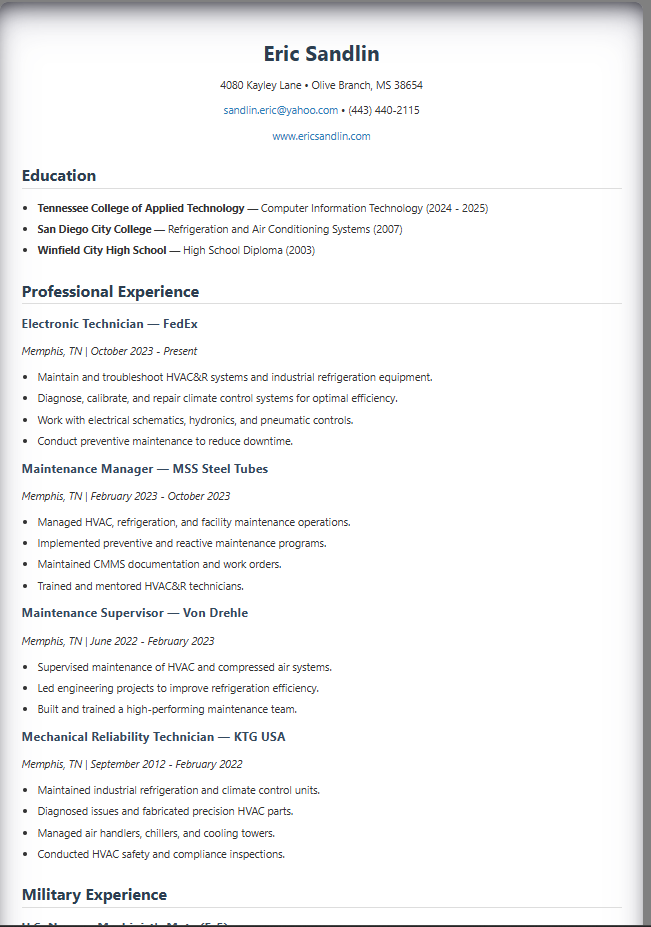 Eric Sandlin
4080 Kayley Lane • Olive Branch, MS 38654
sandlin.eric@yahoo.com • (443) 440-2115
www.ericsandlin.com
Education
• Tennessee College of Applied Technology — Computer Information Technology (2024 - 2025)
• San Diego City College — Refrigeration and Air Conditioning Systems (2007)
• Winfield City High School — High School Diploma (2003)
Professional Experience
Electronic Technician — FedEx
Memphis, TN | October 2023 - Present
• Maintain and troubleshoot HVAC&R systems and industrial refrigeration equipment.
• Diagnose, calibrate, and repair climate control systems for optimal efficiency.
• Work with electrical schematics, hydronics, and pneumatic controls.
• Conduct preventive maintenance to reduce downtime.
Maintenance Manager — MSS Steel Tubes
Memphis, TN | February 2023 - October 2023
• Managed HVAC, refrigeration, and facility maintenance operations.
• Implemented preventive and reactive maintenance programs.
• Maintained CMMS documentation and work orders.
• Trained and mentored HVAC&R technicians.
Maintenance Supervisor — Von Drehle
Memphis, TN | June 2022 - February 2023
• Supervised maintenance of HVAC and compressed air systems.
• Led engineering projects to improve refrigeration efficiency.
• Built and trained a high-performing maintenance team.
Mechanical Reliability Technician — KTG USA
Memphis, TN | September 2012 - February 2022
• Maintained industrial refrigeration and climate control units.
• Diagnosed issues and fabricated precision HVAC parts.
• Managed air handlers, chillers, and cooling towers.
• Conducted HVAC safety and compliance inspections.
Military Experience